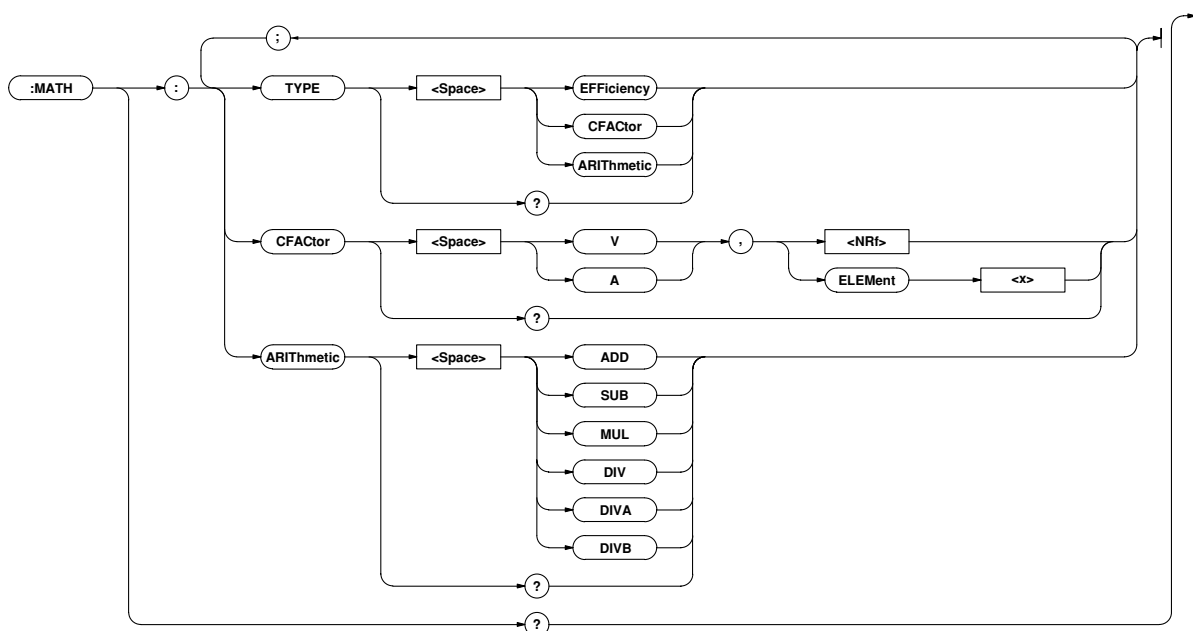 ;
:MATH : TYPE <Space> EFFiciency
CFACtor
ARIThmetic
?
CFACtor <Space> V , <NRf>
A ELEMent <x>
?
ARIThmetic <Space> ADD
SUB
MUL
DIV
DIVA
DIVB
?
?